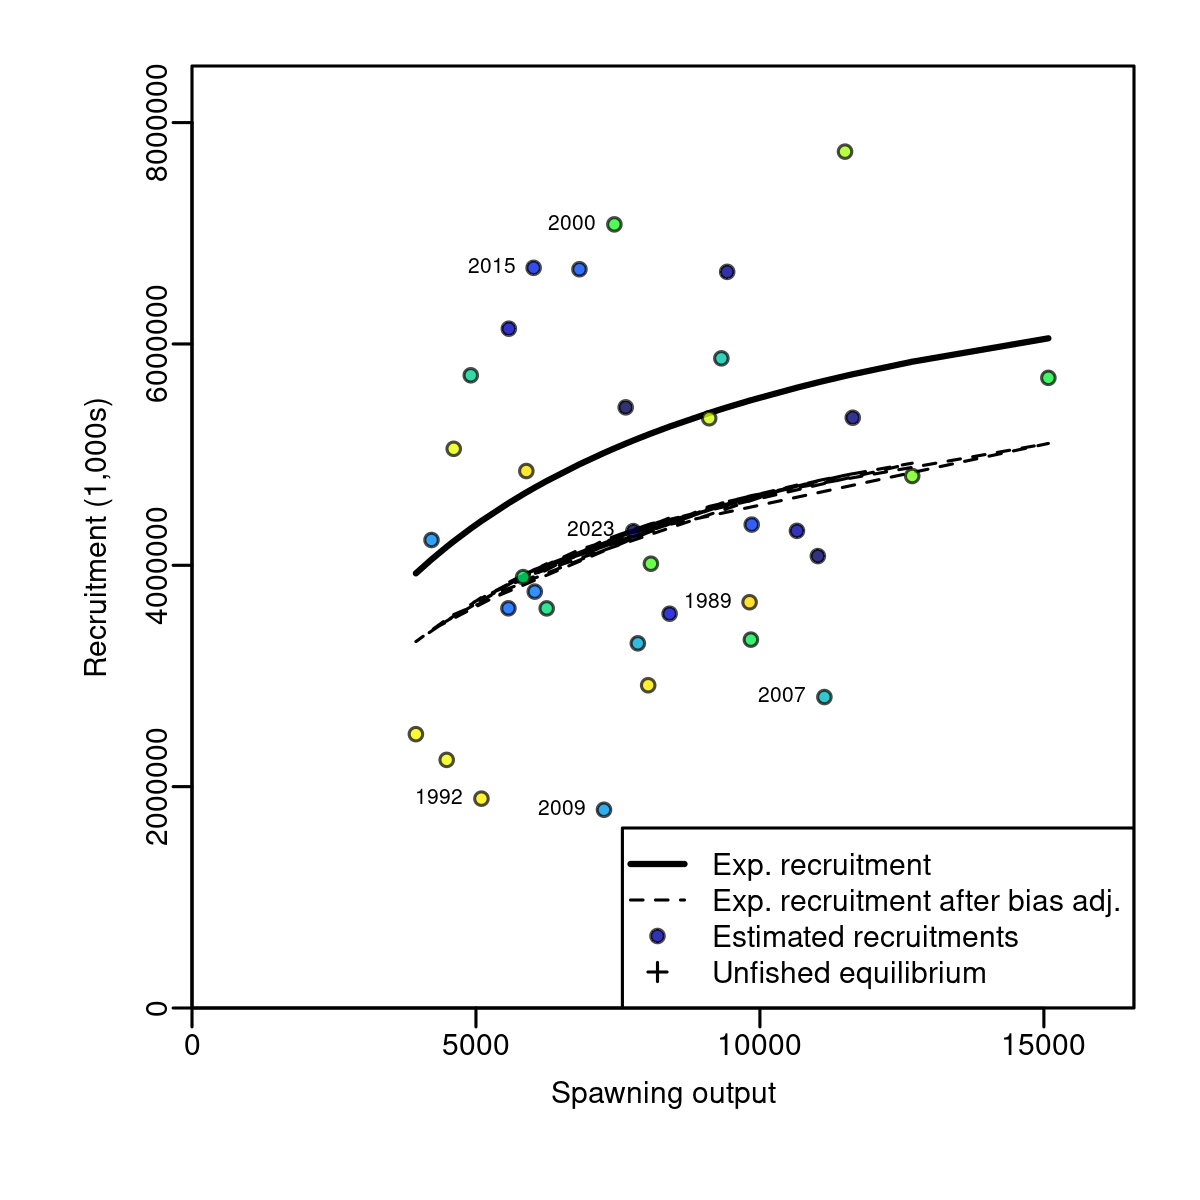 8000000
6000000
4000000
2000000
0
Recruitment (1,000s)
2000
2015
2023
1989
2007
1992
2009
Exp. recruitment
Exp. recruitment after bias adj.
Estimated recruitments
Unfished equilibrium
0
5000
10000
15000
Spawning output